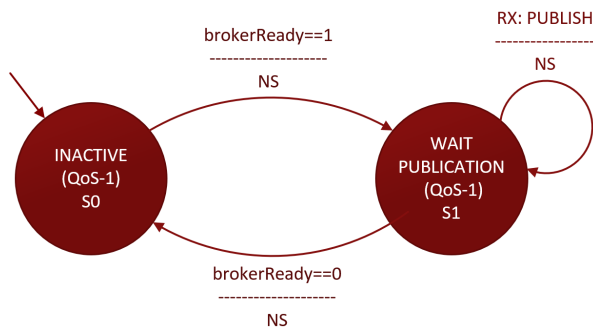 RX: PUBLISH
-----------------
NS
brokerReady==1
--------------------
NS
INACTIVE
(QoS-1)
S0
WAIT
PUBLICATION
(QoS-1)
S1
brokerReady==0
--------------------
NS